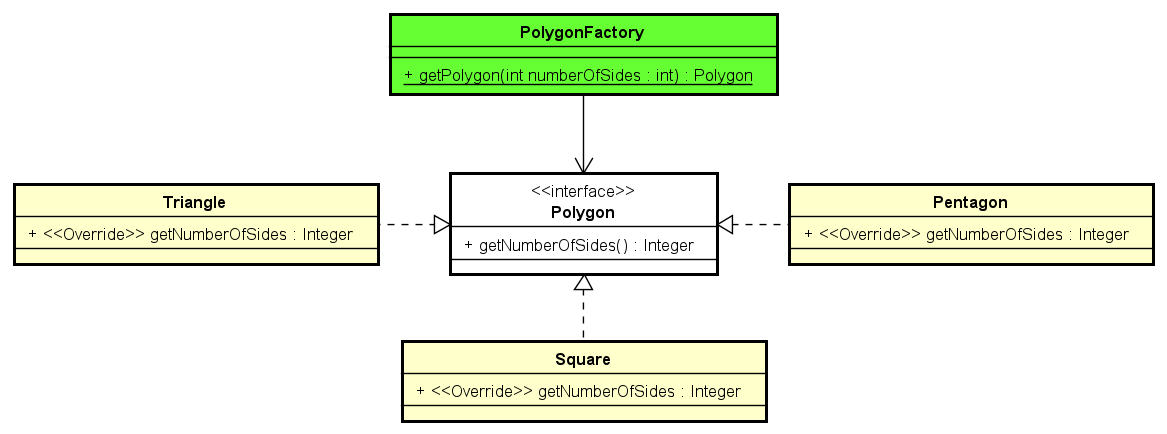 PolygonFactory
+ getPolygon(int numberOfSides : int) : Polygon
<<interface>>
Polygon
+ getNumberOfSides() : Integer
Triangle
+ <<Override>> getNumberOfSides : Integer
Pentagon
+ <<Override>> getNumberOfSides : Integer
Square
+ <<Override>> getNumberOfSides : Integer